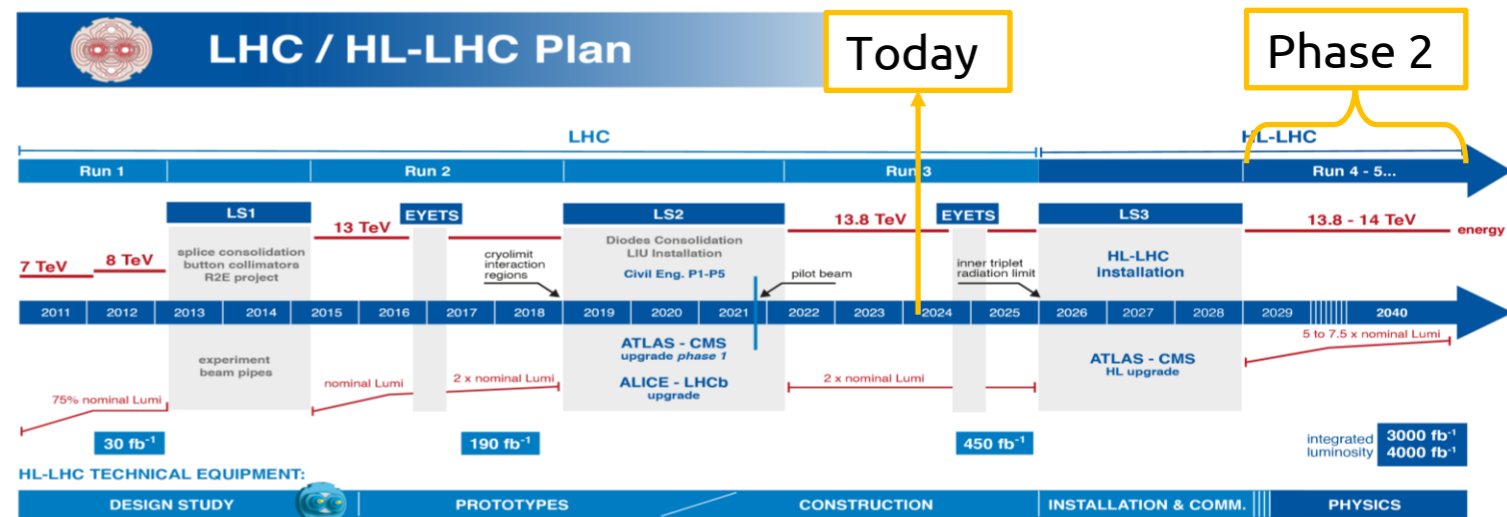 LHC / HL-LHC Plan
Today
Phase 2
LHC
HL-LHC
Run 1
Run 2
Run 3
Run 4 - 5...
LS1
EYETS
LS2
13.8 TeV
EYETS
LS3
13.8 - 14 TeV
energy
7 TeV
8 TeV
13 TeV
splice consolidation
button collimators
R2E project
cryolimit
interaction
regions
Diodes Consolidation
LIU Installation
Civil Eng. P1-P5
pilot beam
inner triplet
radiation limit
HL-LHC
installation
2011
2012
2013
2014
2015
2016
2017
2018
2019
2020
2021
2022
2023
2024
2025
2026
2027
2028
2029
2040
5 to 7.5 x nominal Lumi
experiment
beam pipes
ATLAS - CMS
upgrade phase 1
ALICE - LHCb
upgrade
ATLAS - CMS
HL upgrade
75% nominal Lumi
nominal Lumi
2 x nominal Lumi
2 x nominal Lumi
30 fb⁻¹
190 fb⁻¹
450 fb⁻¹
integrated
luminosity
3000 fb⁻¹
4000 fb⁻¹
HL-LHC TECHNICAL EQUIPMENT:
DESIGN STUDY
PROTOTYPES
CONSTRUCTION
INSTALLATION & COMM.
PHYSICS